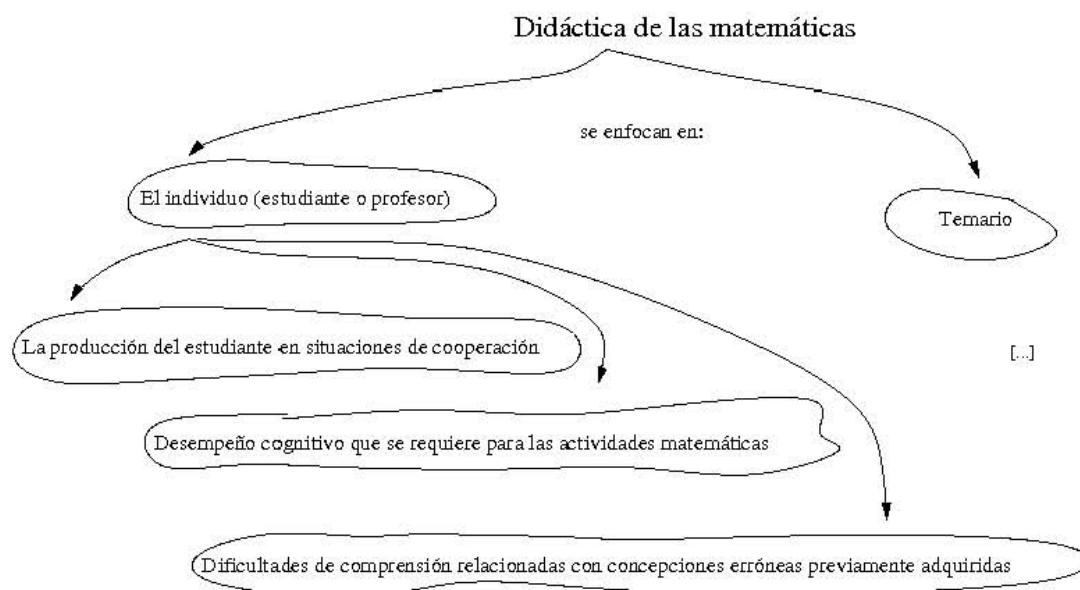 Didáctica de las matemáticas
se enfocan en:
El individuo (estudiante o profesor)
Temario
La producción del estudiante en situaciones de cooperación
[...]
Desempeño cognitivo que se requiere para las actividades matemáticas
Dificultades de comprensión relacionadas con concepciones erróneas previamente adquiridas